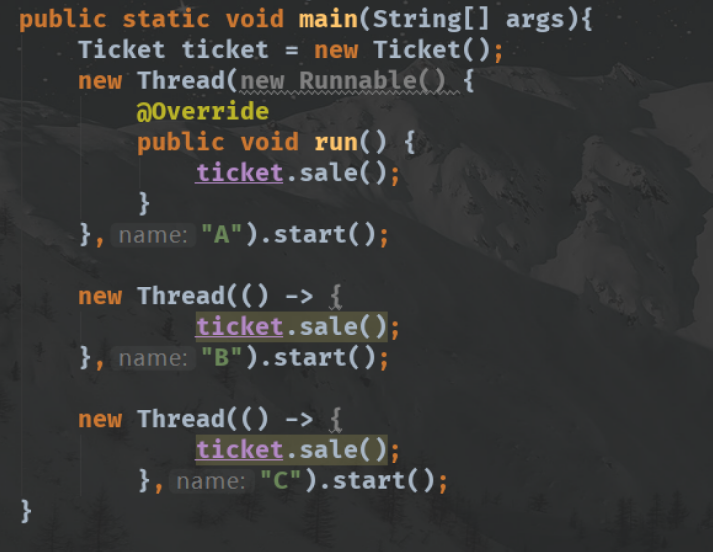 public static void main(String[] args){
    Ticket ticket = new Ticket();
    new Thread(new Runnable() {
        @Override
        public void run() {
            ticket.sale();
        }
    }, name: "A").start();

    new Thread(() -> {
            ticket.sale();
    }, name: "B").start();

    new Thread(() -> {
            ticket.sale();
        }, name: "C").start();
}